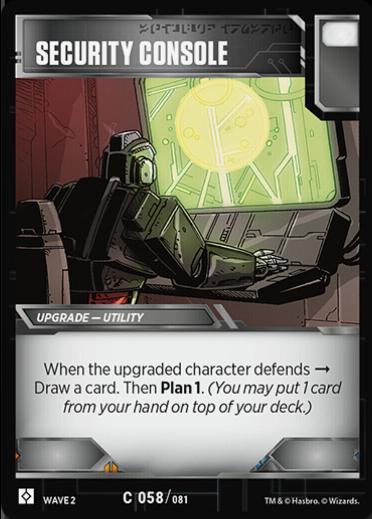 SECURITY CONSOLE
UPGRADE — UTILITY
When the upgraded character defends →
Draw a card. Then Plan 1. (You may put 1 card
from your hand on top of your deck.)
WAVE 2
C 058/081
TM & © Hasbro. © Wizards.